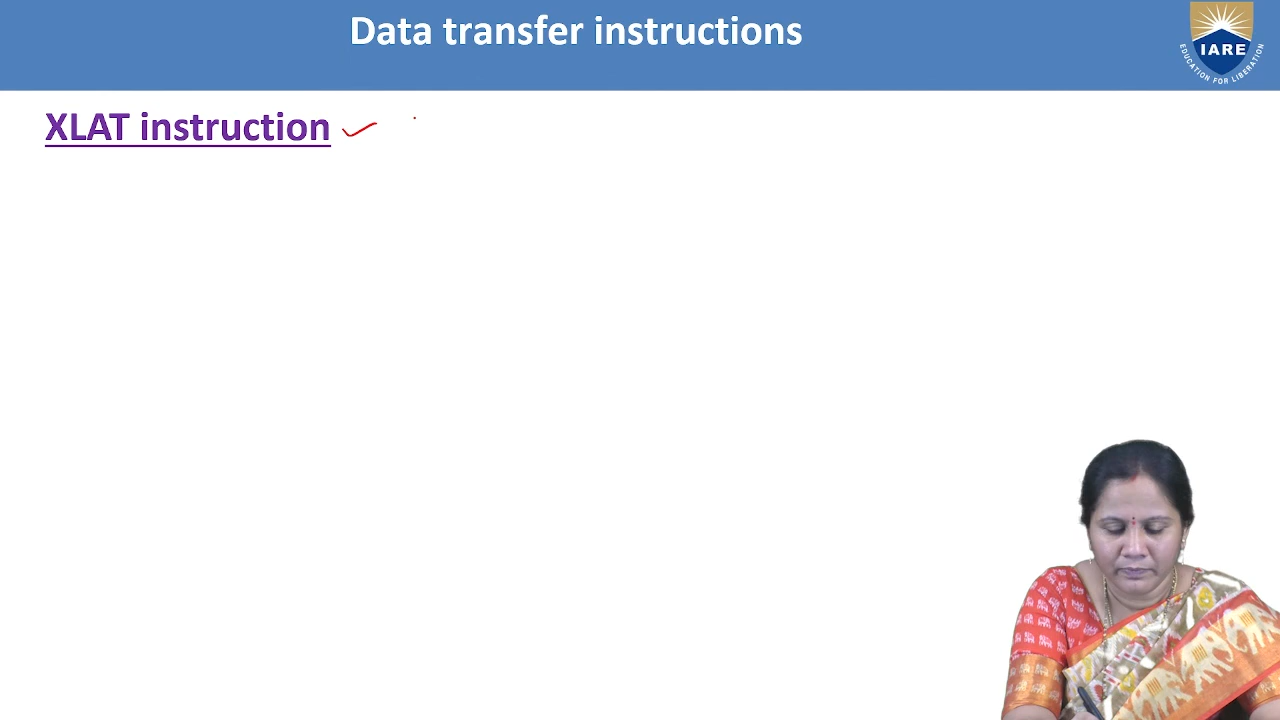 Data transfer instructions
IARE
EDUCATION FOR LIBERATION
XLAT instruction